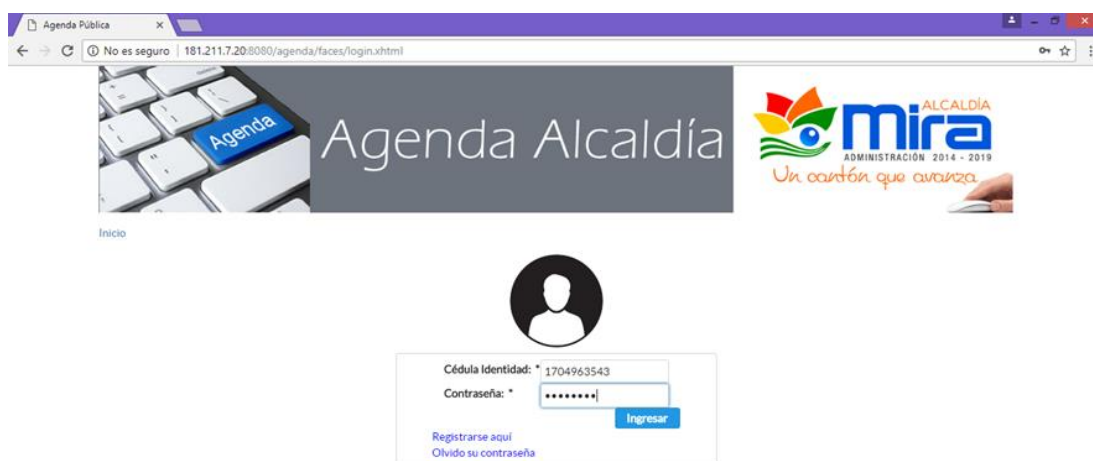 Agenda Pública
No es seguro | 181.211.7.20:8080/agenda/faces/login.xhtml
Agenda
Agenda Alcaldía
ALCALDÍA
mira
ADMINISTRACIÓN 2014 - 2019
Un cantón que avanza
Inicio
Cédula Identidad: * 1704963543
Contraseña: * ••••••••
Ingresar
Registrarse aquí
Olvido su contraseña